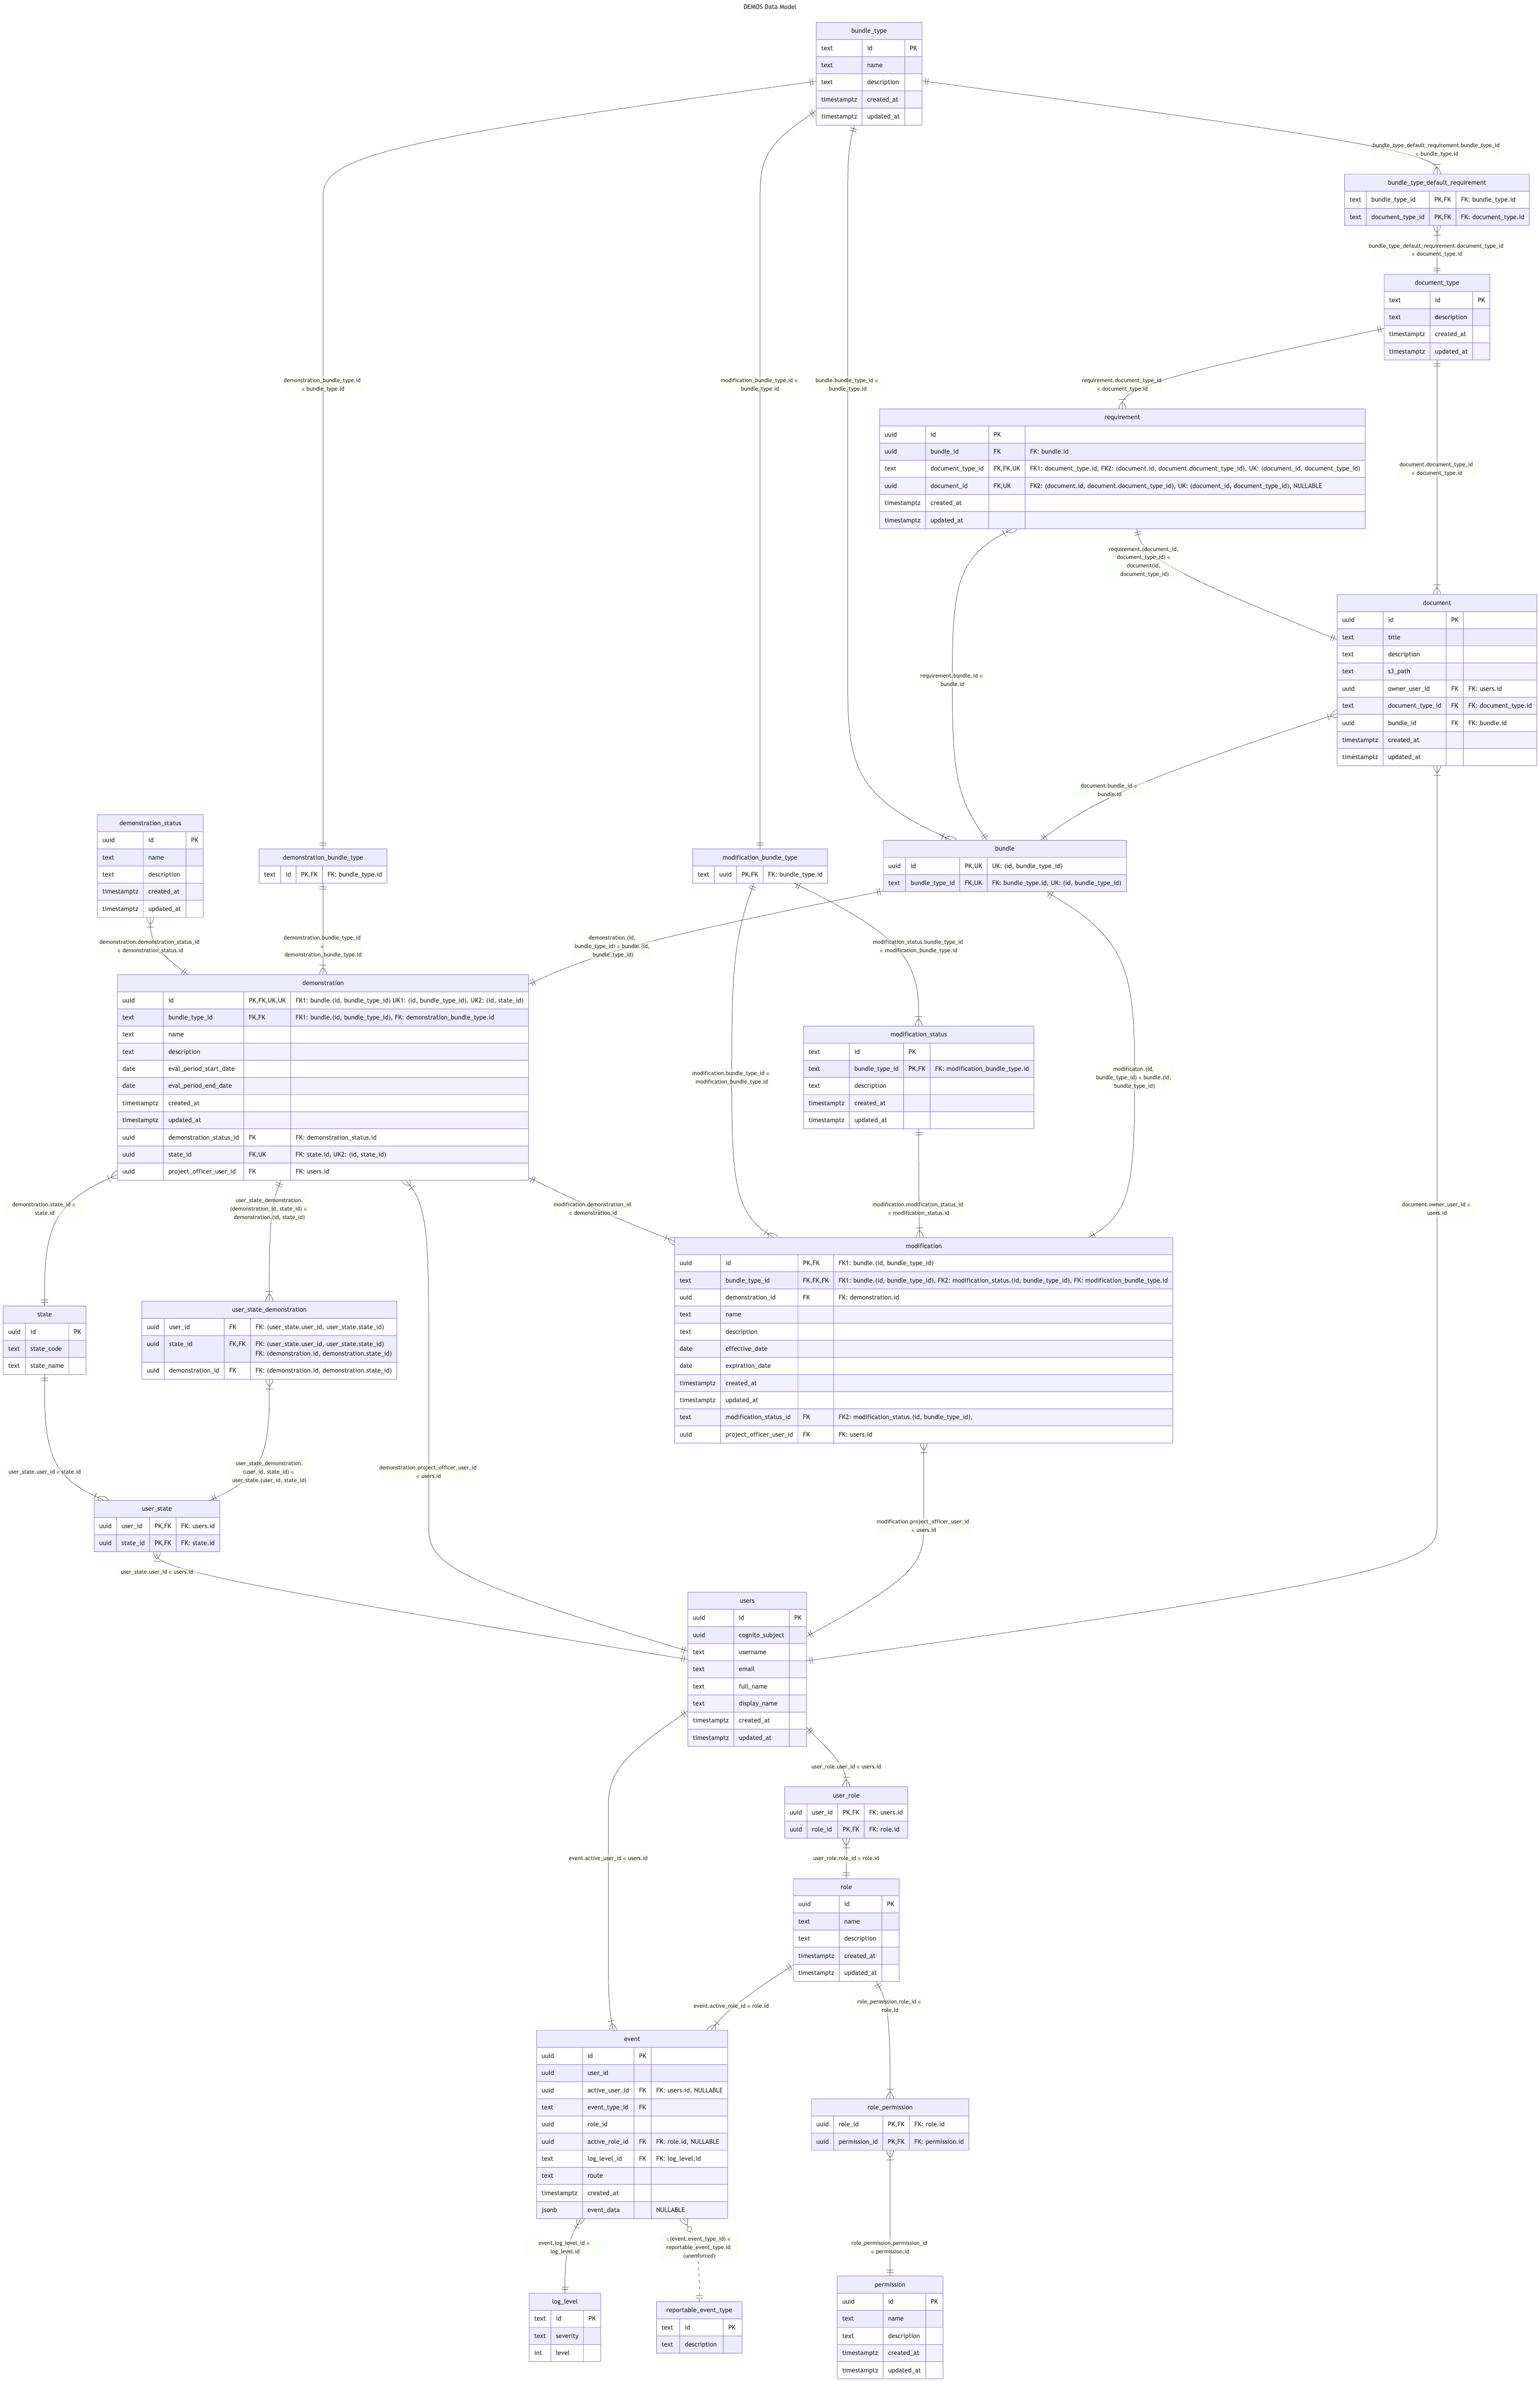 DEMOS Data Model
bundle_type
text id PK
text name
text description
timestamptz created_at
timestamptz updated_at
bundle_type_default_requirement.bundle_type_id
∈ bundle_type.id
bundle_type_default_requirement
text bundle_type_id PK,FK FK: bundle_type.id
text document_type_id PK,FK FK: document_type.id
bundle_type_default_requirement.document_type_id
∈ document_type.id
document_type
text id PK
text description
timestamptz created_at
timestamptz updated_at
demonstration_bundle_type.id
∈ bundle_type.id
modification_bundle_type.id ∈
bundle_type.id
bundle.bundle_type_id ∈
bundle_type.id
requirement.document_type_id
∈ document_type.id
requirement
uuid id PK
uuid bundle_id FK FK: bundle.id
text document_type_id FK,FK,UK FK1: document_type.id, FK2: (document.id, document.document_type_id), UK: (document_id, document_type_id)
uuid document_id FK,UK FK2: (document.id, document.document_type_id), UK: (document_id, document_type_id), NULLABLE
timestamptz created_at
timestamptz updated_at
document.document_type_id
∈ document_type.id
requirement.(document_id,
document_type_id) ∈
document(id,
document_type_id)
document
uuid id PK
text title
text description
text s3_path
uuid owner_user_id FK FK: users.id
text document_type_id FK FK: document_type.id
uuid bundle_id FK FK: bundle.id
timestamptz created_at
timestamptz updated_at
requirement.bundle_id ∈
bundle.id
document.bundle_id ∈
bundle.id
demonstration_status
uuid id PK
text name
text description
timestamptz created_at
timestamptz updated_at
demonstration_bundle_type
text id PK,FK FK: bundle_type.id
modification_bundle_type
text uuid PK,FK FK: bundle_type.id
bundle
uuid id PK,UK UK: (id, bundle_type_id)
text bundle_type_id FK,UK FK: bundle_type.id, UK: (id, bundle_type_id)
demonstration.demonstration_status_id
∈ demonstration_status.id
demonstration.bundle_type_id
∈
demonstration_bundle_type.id
demonstration.(id,
bundle_type_id) ∈ bundle.(id,
bundle_type_id)
modification_status.bundle_type_id
∈ modification_bundle_type.id
demonstration
uuid id PK,FK,UK,UK FK1: bundle.(id, bundle_type_id) UK1: (id, bundle_type_id), UK2: (id, state_id)
text bundle_type_id FK,FK FK1: bundle.(id, bundle_type_id), FK: demonstration_bundle_type.id
text name
text description
date eval_period_start_date
date eval_period_end_date
timestamptz created_at
timestamptz updated_at
uuid demonstration_status_id FK FK: demonstration_status.id
uuid state_id FK,UK FK: state.id, UK2: (id, state_id)
uuid project_officer_user_id FK FK: users.id
modification_status
text id PK
text bundle_type_id PK,FK FK: modification_bundle_type.id
text description
timestamptz created_at
timestamptz updated_at
modification.bundle_type_id ∈
modification_bundle_type.id
modificaton.(id,
bundle_type_id) ∈ bundle.(id,
bundle_type_id)
demonstration.state_id ∈
state.id
user_state_demonstration.
(demonstration_id, state_id) ∈
demonstration.(id, state_id)
modification.demonstration_id
∈ demonstration.id
modification.modification_status_id
∈ modification_status.id
document.owner_user_id ∈
users.id
modification
uuid id PK,FK FK1: bundle.(id, bundle_type_id)
text bundle_type_id FK,FK,FK FK1: bundle.(id, bundle_type_id), FK2: modification_status.(id, bundle_type_id), FK: modification_bundle_type.id
uuid demonstration_id FK FK: demonstration.id
text name
text description
date effective_date
date expiration_date
timestamptz created_at
timestamptz updated_at
text modification_status_id FK FK2: modification_status.(id, bundle_type_id),
uuid project_officer_user_id FK FK: users.id
state
uuid id PK
text state_code
text state_name
user_state_demonstration
uuid user_id FK FK: (user_state.user_id, user_state.state_id)
uuid state_id FK,FK FK: (user_state.user_id, user_state.state_id)
FK: (demonstration.id, demonstration.state_id)
uuid demonstration_id FK FK: (demonstration.id, demonstration.state_id)
user_state.user_id ∈ state.id
user_state_demonstration.
(user_id, state_id) ∈
user_state.(user_id, state_id)
demonstration.project_officer_user_id
∈ users.id
user_state
uuid user_id PK,FK FK: users.id
uuid state_id PK,FK FK: state.id
modification.project_officer_user_id
∈ users.id
user_state.user_id ∈ users.id
users
uuid id PK
uuid cognito_subject
text username
text email
text full_name
text display_name
timestamptz created_at
timestamptz updated_at
user_role.user_id ∈ users.id
user_role
uuid user_id PK,FK FK: users.id
uuid role_id PK,FK FK: role.id
event.active_user_id ∈ users.id
user_role.role_id ∈ role.id
role
uuid id PK
text name
text description
timestamptz created_at
timestamptz updated_at
event.active_role_id ∈ role.id
role_permission.role_id ∈
role.id
event
uuid id PK
uuid user_id
uuid active_user_id FK FK: users.id, NULLABLE
text event_type_id FK
uuid role_id
uuid active_role_id FK FK: role.id, NULLABLE
text log_level_id FK FK: log_level.id
text route
timestamptz created_at
jsonb event_data NULLABLE
role_permission
uuid role_id PK,FK FK: role.id
uuid permission_id PK,FK FK: permission.id
event.log_level_id ∈
log_level.id
(event.event_type_id) ∈
reportable_event_type.id
(unenforced)
role_permission.permission_id
∈ permission.id
log_level
text id PK
text severity
int level
reportable_event_type
text id PK
text description
permission
uuid id PK
text name
text description
timestamptz created_at
timestamptz updated_at